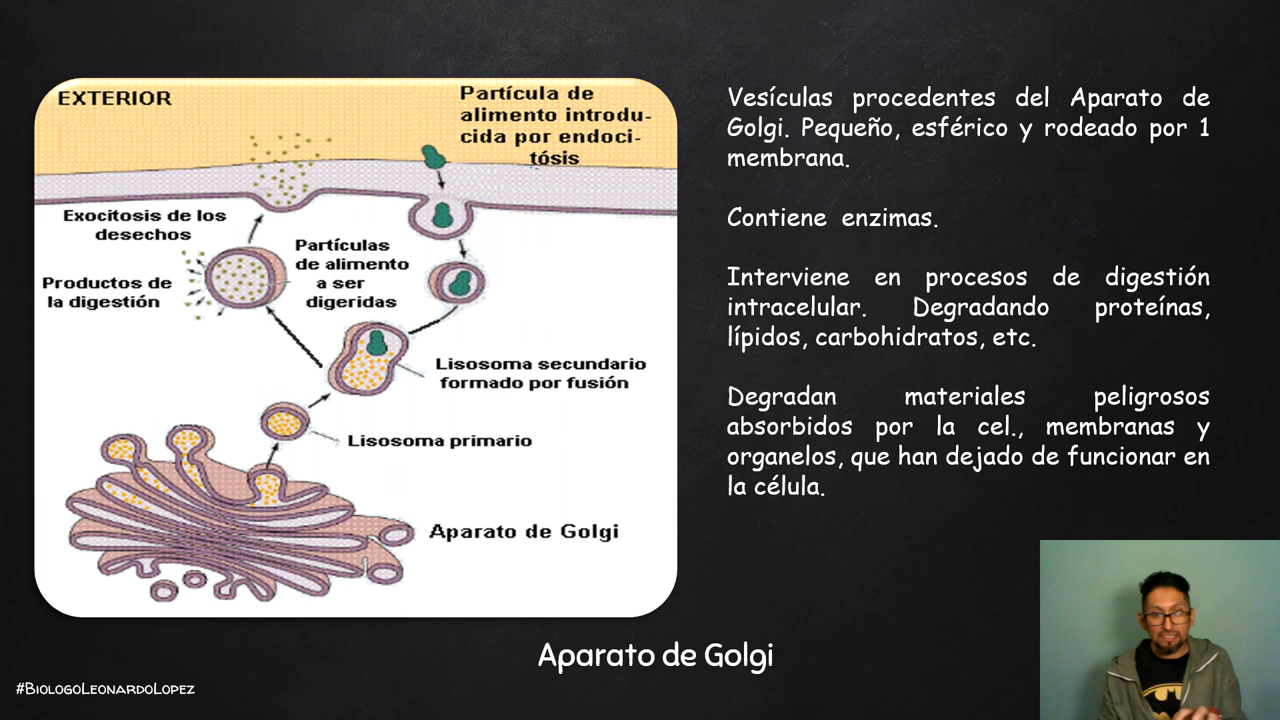 EXTERIOR
Partícula de
alimento introdu-
cida por endoci-
tósis
Exocitosis de los
desechos
Partículas
de alimento
a ser
digeridas
Productos de
la digestión
Lisosoma secundario
formado por fusión
Lisosoma primario
Aparato de Golgi
Vesículas procedentes del Aparato de
Golgi. Pequeño, esférico y rodeado por 1
membrana.
Contiene enzimas.
Interviene en procesos de digestión
intracelular. Degradando proteínas,
lípidos, carbohidratos, etc.
Degradan materiales peligrosos
absorbidos por la cel., membranas y
organelos, que han dejado de funcionar en
la célula.
Aparato de Golgi
#BiologoLeonardoLopez